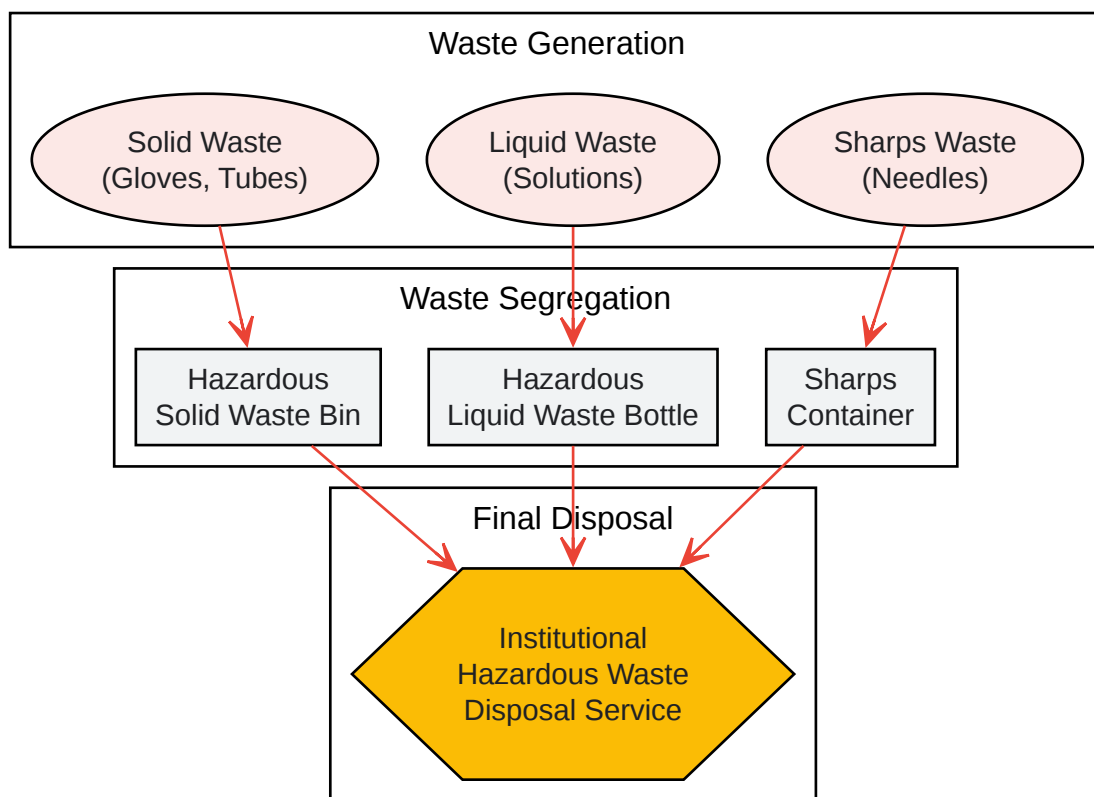 Waste Generation
Solid Waste
(Gloves, Tubes)
Liquid Waste
(Solutions)
Sharps Waste
(Needles)
Waste Segregation
Hazardous
Solid Waste Bin
Hazardous
Liquid Waste Bottle
Sharps
Container
Final Disposal
Institutional
Hazardous Waste
Disposal Service